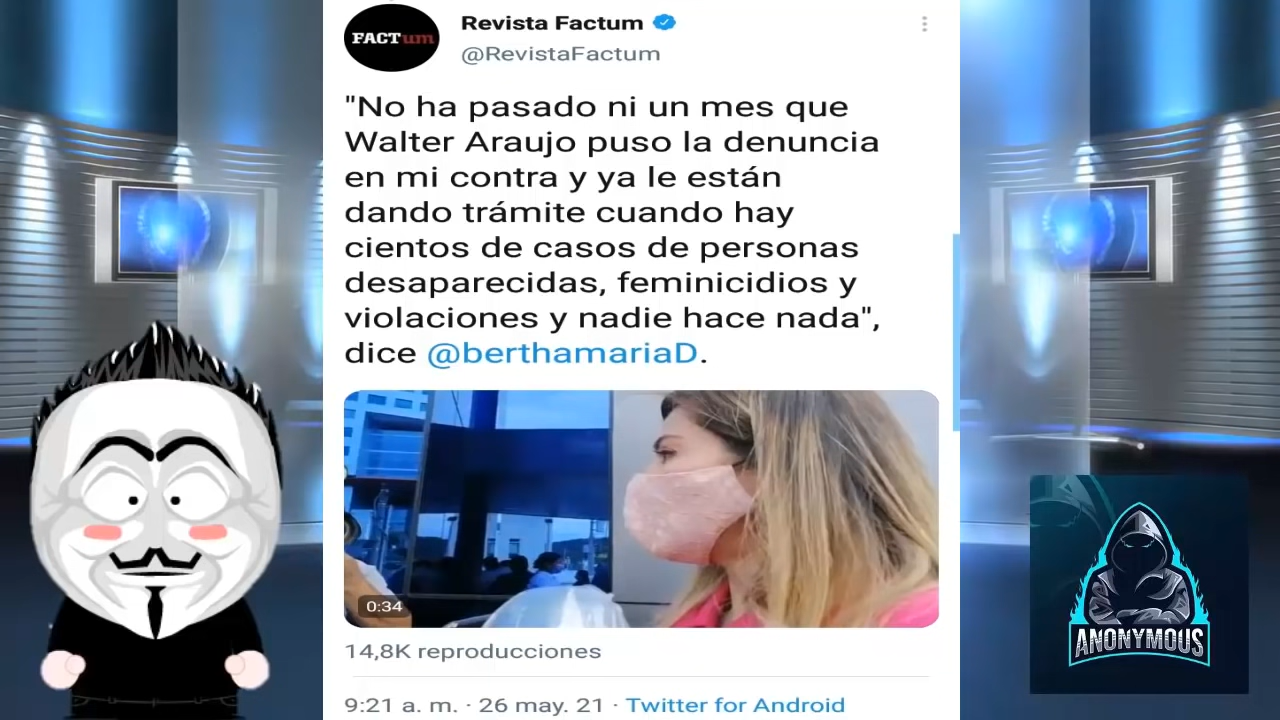 FACTum
Revista Factum
@RevistaFactum
"No ha pasado ni un mes que
Walter Araujo puso la denuncia
en mi contra y ya le están
dando trámite cuando hay
cientos de casos de personas
desaparecidas, feminicidios y
violaciones y nadie hace nada",
dice @berthamariaD.
0:34
14,8K reproducciones
9:21 a. m. · 26 may. 21 · Twitter for Android
ANONYMOUS